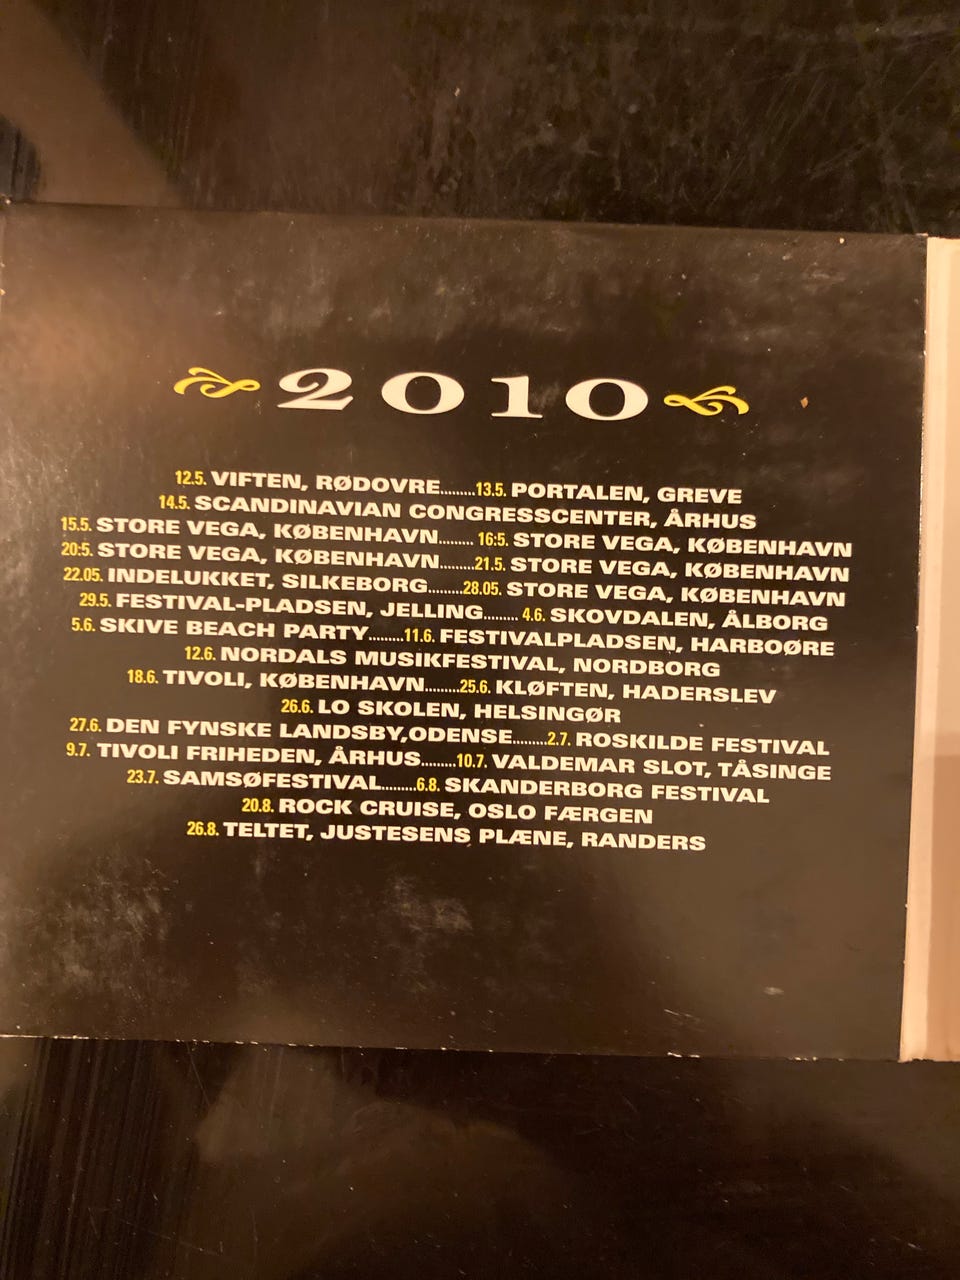 2010
12.5. VIFTEN, RØDOVRE.........13.5. PORTALEN, GREVE
14.5. SCANDINAVIAN CONGRESSCENTER, ÅRHUS
15.5. STORE VEGA, KØBENHAVN......... 16:5. STORE VEGA, KØBENHAVN
20:5. STORE VEGA, KØBENHAVN.........21.5. STORE VEGA, KØBENHAVN
22.05. INDELUKKET, SILKEBORG.........28.05. STORE VEGA, KØBENHAVN
29.5. FESTIVAL-PLADSEN, JELLING......... 4.6. SKOVDALEN, ÅLBORG
5.6. SKIVE BEACH PARTY.........11.6. FESTIVALPLADSEN, HARBOØRE
12.6. NORDALS MUSIKFESTIVAL, NORDBORG
18.6. TIVOLI, KØBENHAVN.........25.6. KLØFTEN, HADERSLEV
26.6. LO SKOLEN, HELSINGØR
27.6. DEN FYNSKE LANDSBY,ODENSE.........2.7. ROSKILDE FESTIVAL
9.7. TIVOLI FRIHEDEN, ÅRHUS.........10.7. VALDEMAR SLOT, TÅSINGE
23.7. SAMSØFESTIVAL.........6.8. SKANDERBORG FESTIVAL
20.8. ROCK CRUISE, OSLO FÆRGEN
26.8. TELTET, JUSTESENS PLÆNE, RANDERS